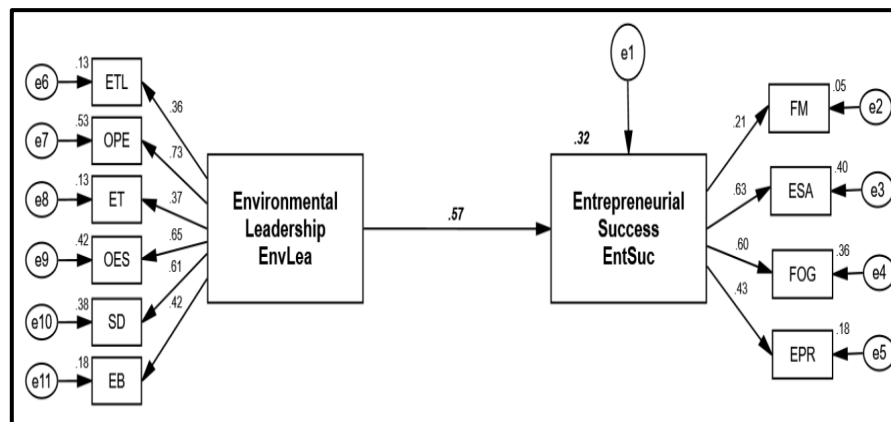 e6
.13
ETL
.36
e7
.53
OPE
.73
e8
.13
ET
.37
e9
.42
OES
.65
e10
.38
SD
.61
e11
.18
EB
.42
Environmental
Leadership
EnvLea
.57
e1
.32
Entrepreneurial
Success
EntSuc
.21
FM
.05
e2
.63
ESA
.40
e3
.60
FOG
.36
e4
.43
EPR
.18
e5